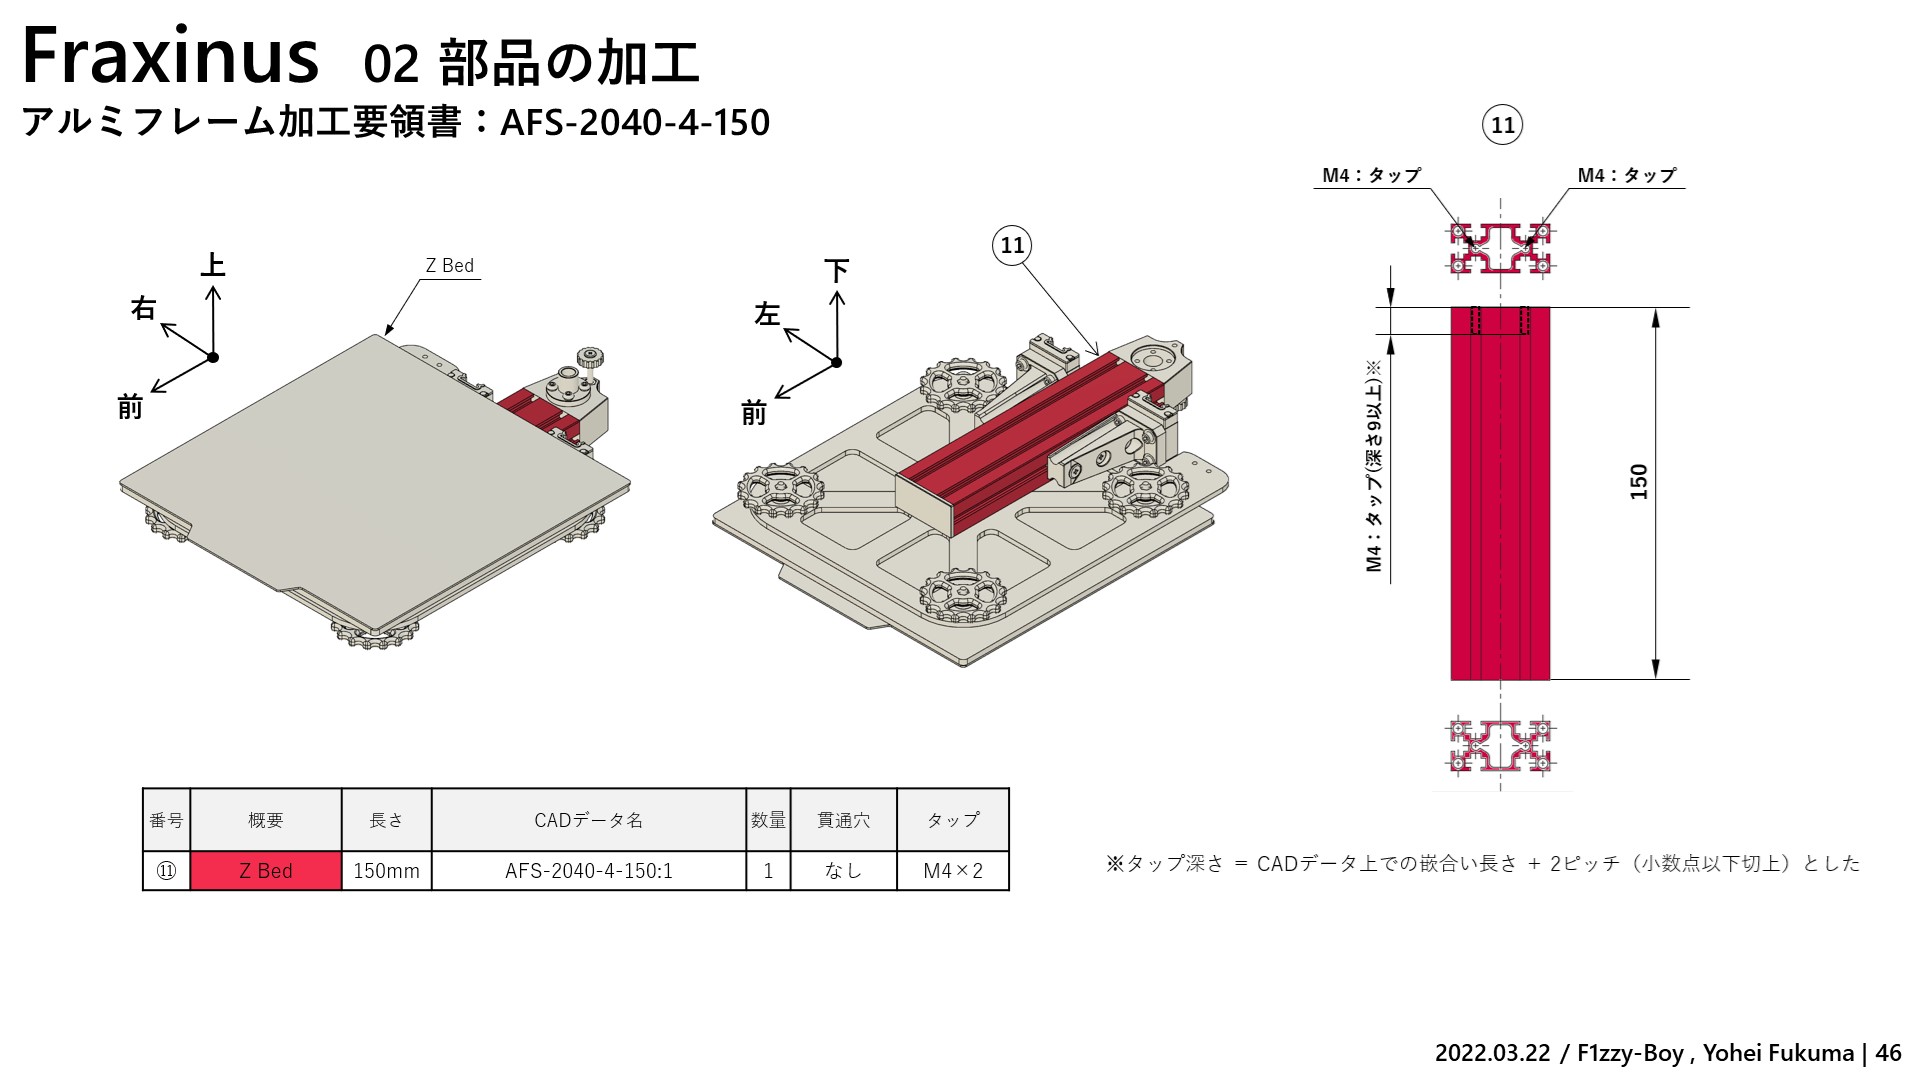 Fraxinus 02 部品の加工
アルミフレーム加工要領書：AFS-2040-4-150
11
M4：タップ
M4：タップ
上
右
前
Z Bed
下
左
前
11
M4：タップ(深さ9以上)※
150
番号 概要 長さ CADデータ名 数量 貫通穴 タップ
⑪ Z Bed 150mm AFS-2040-4-150:1 1 なし M4×2
※タップ深さ ＝ CADデータ上での嵌合い長さ ＋ 2ピッチ（小数点以下切上）とした
2022.03.22 / F1zzy-Boy , Yohei Fukuma | 46